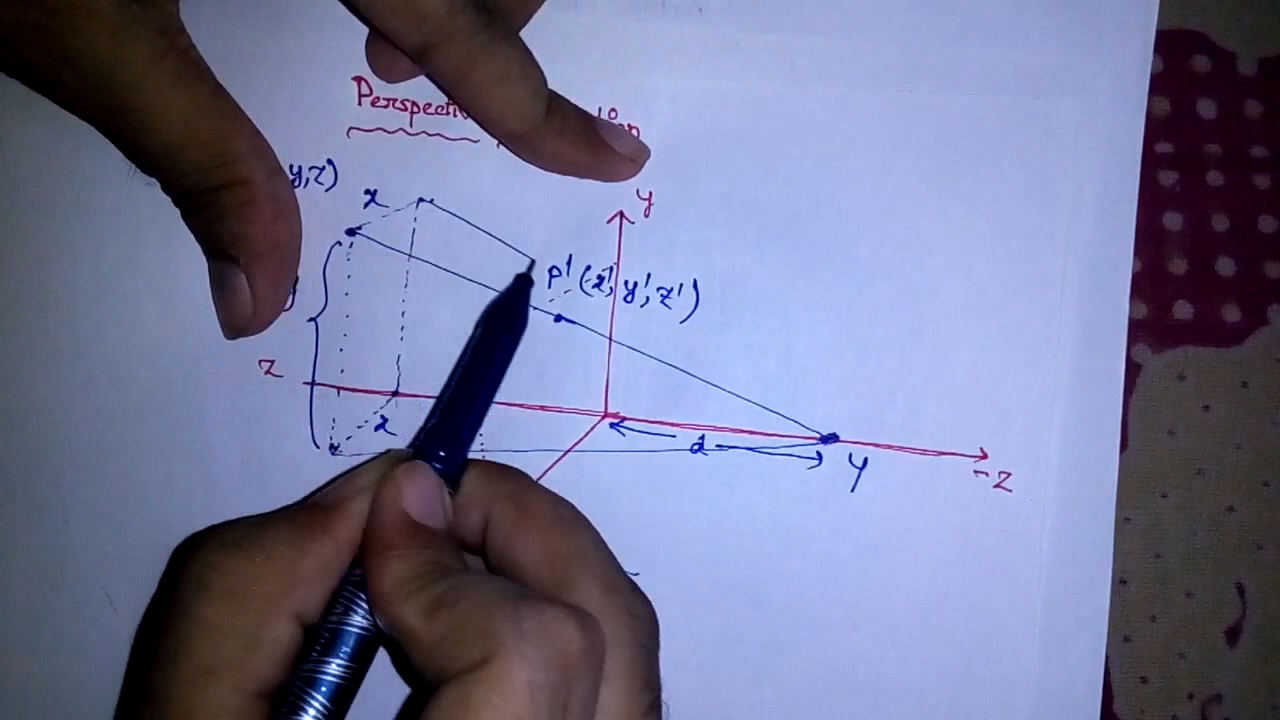 Perspecti
y
y,z)
x
P' (x', y', z')
z
x
d
y
-z